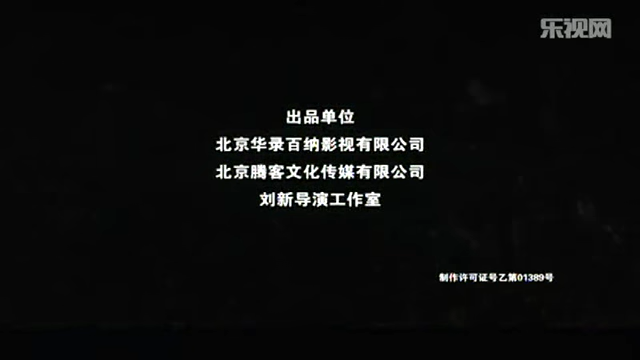 乐视网
出品单位
北京华录百纳影视有限公司
北京腾客文化传媒有限公司
刘新导演工作室
制作许可证号乙第01389号